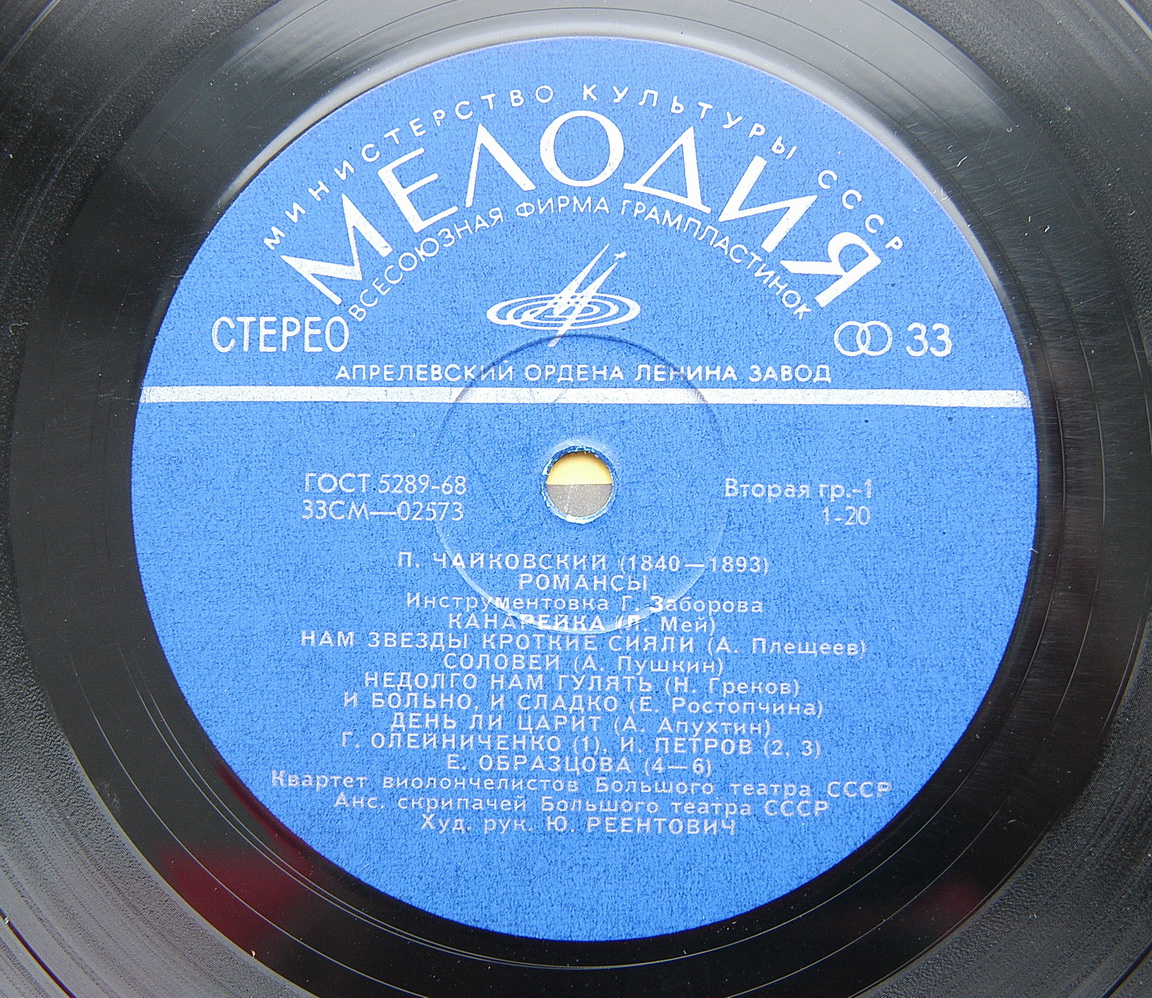 МИНИСТЕРСТВО КУЛЬТУРЫ СССР
МЕЛОДИЯ
ВСЕСОЮЗНАЯ ФИРМА ГРАМПЛАСТИНОК
СТЕРЕО
33
АПРЕЛЕВСКИЙ ОРДЕНА ЛЕНИНА ЗАВОД
ГОСТ 5289-68
33СМ—02573
Вторая гр.-1
1-20
П. ЧАЙКОВСКИЙ (1840—1893)
РОМАНСЫ
Инструментовка Г. Заборова
КАНАРЕЙКА (Л. Мей)
НАМ ЗВЕЗДЫ КРОТКИЕ СИЯЛИ (А. Плещеев)
СОЛОВЕЙ (А. Пушкин)
НЕДОЛГО НАМ ГУЛЯТЬ (Н. Греков)
И БОЛЬНО, И СЛАДКО (Е. Ростопчина)
ДЕНЬ ЛИ ЦАРИТ (А. Апухтин)
Г. ОЛЕЙНИЧЕНКО (1), И. ПЕТРОВ (2, 3)
Е. ОБРАЗЦОВА (4—6)
Квартет виолончелистов Большого театра СССР
Анс. скрипачей Большого театра СССР
Худ. рук. Ю. РЕЕНТОВИЧ